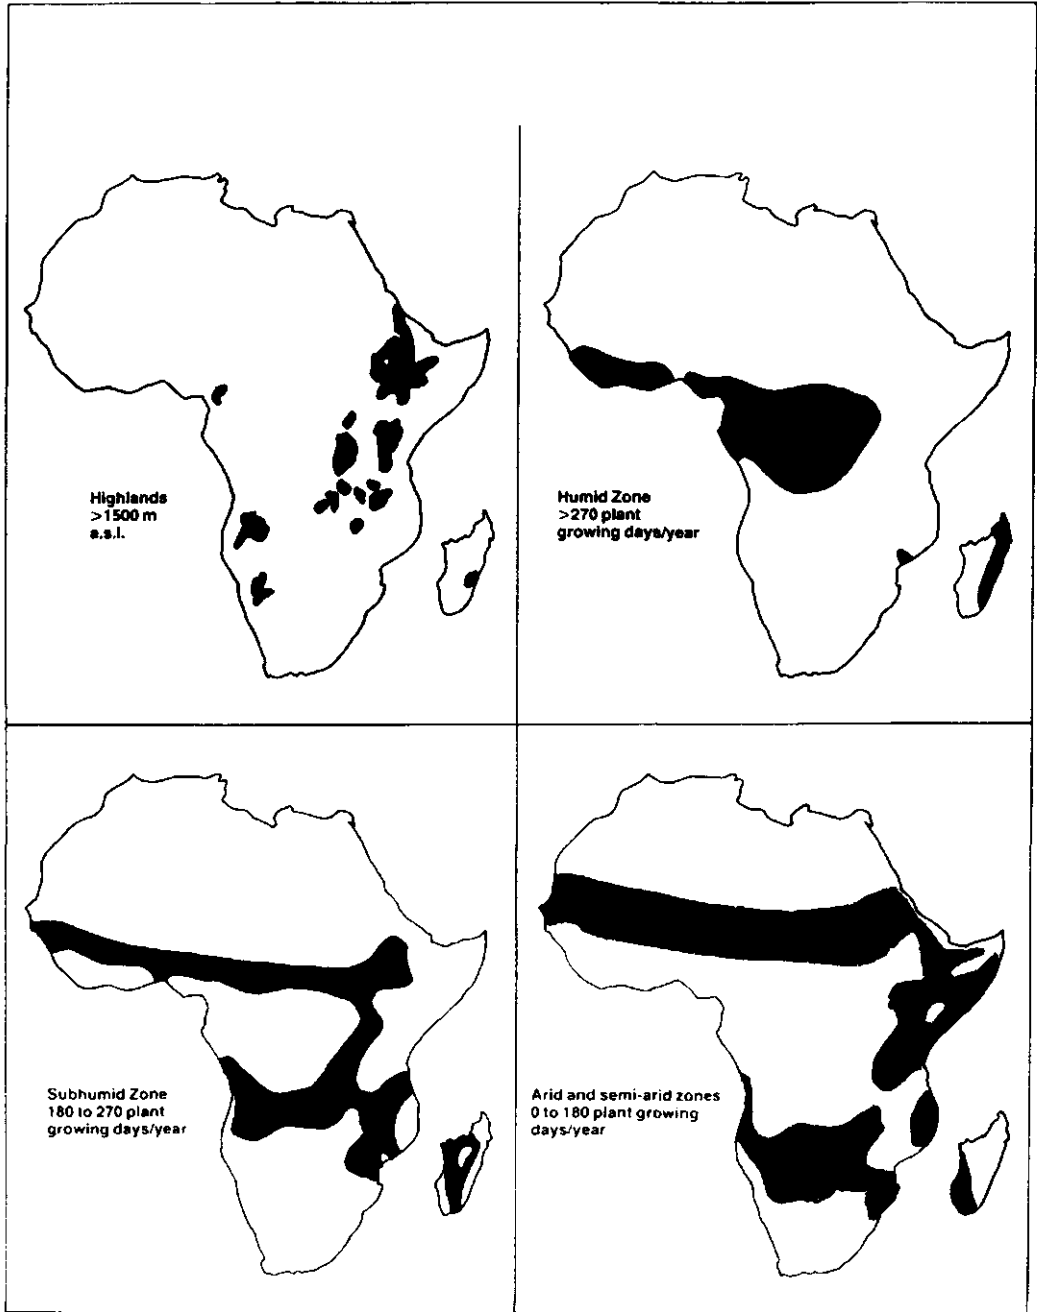 Highlands
>1500 m
a.s.l.
Humid Zone
>270 plant
growing days/year
Subhumid Zone
180 to 270 plant
growing days/year
Arid and semi-arid zones
0 to 180 plant growing
days/year